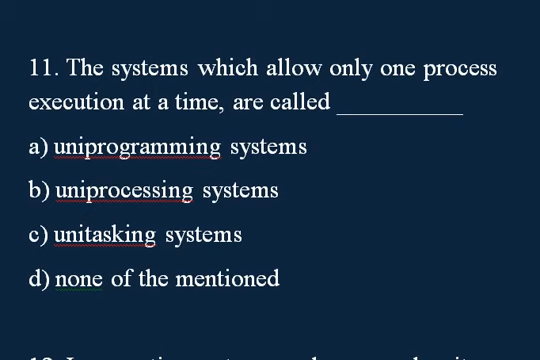 11. The systems which allow only one process
execution at a time, are called ___________
a) uniprogramming systems
b) uniprocessing systems
c) unitasking systems
d) none of the mentioned